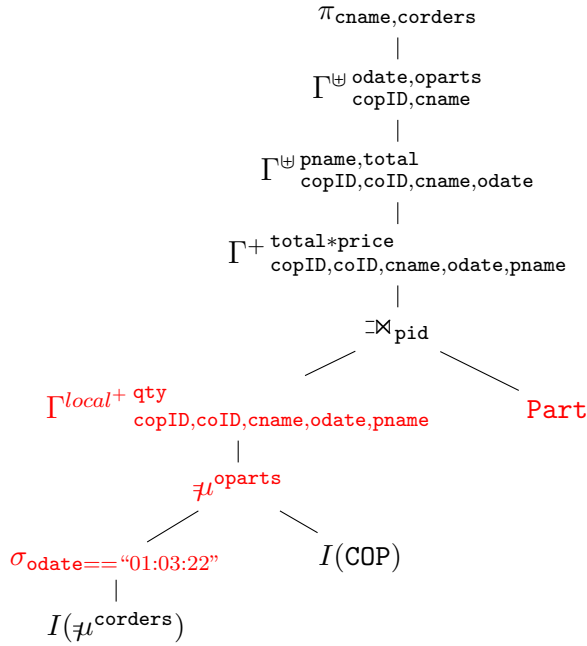 π cname,corders
Γ⊎ odate,oparts
copID,cname
Γ⊎ pname,total
copID,coID,cname,odate
Γ+ total*price
copID,coID,cname,odate,pname
⟕ pid
Γlocal+ qty
copID,coID,cname,odate,pname
Part
μ oparts
σ odate==“01:03:22”
I(COP)
I(μ corders)